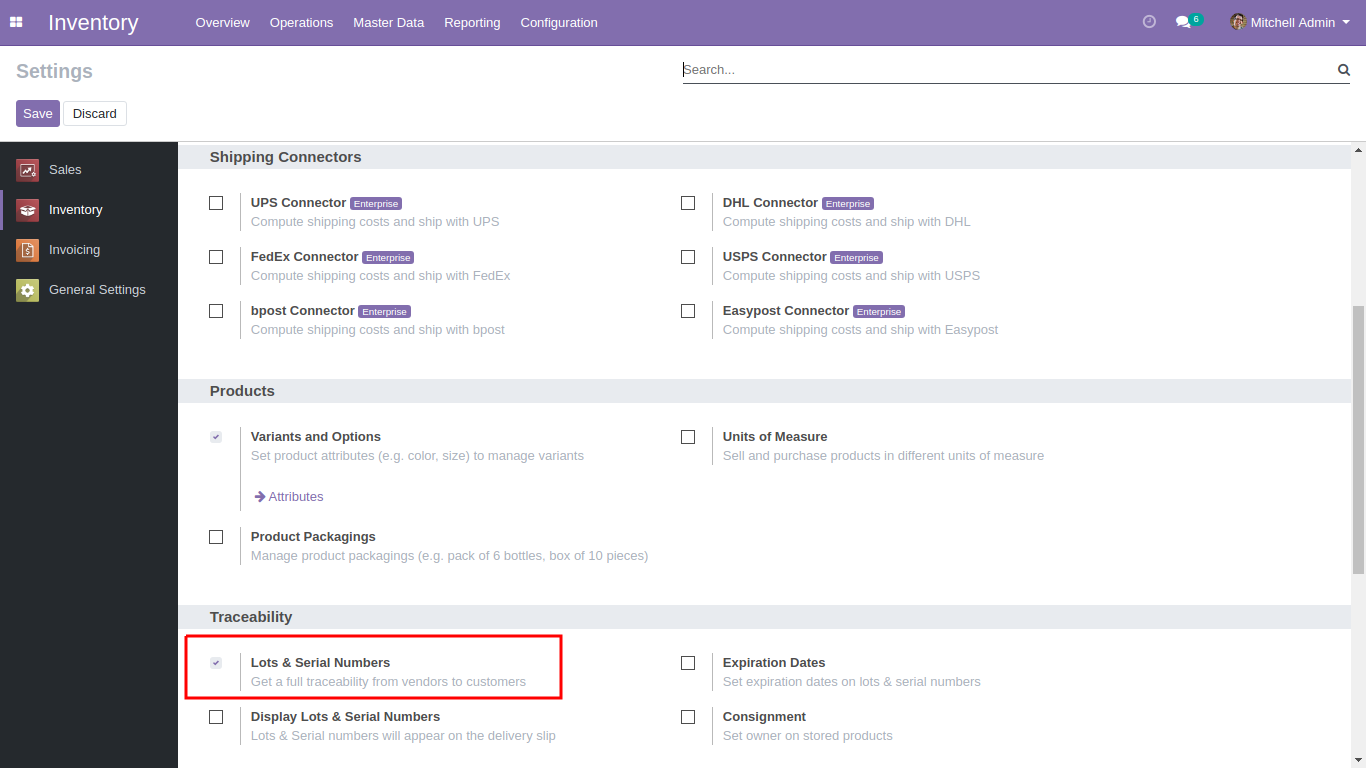 Inventory
Overview
Operations
Master Data
Reporting
Configuration
6
Mitchell Admin
Settings
Search...
Save
Discard
Sales
Inventory
Invoicing
General Settings
Shipping Connectors
UPS Connector Enterprise
Compute shipping costs and ship with UPS
DHL Connector Enterprise
Compute shipping costs and ship with DHL
FedEx Connector Enterprise
Compute shipping costs and ship with FedEx
USPS Connector Enterprise
Compute shipping costs and ship with USPS
bpost Connector Enterprise
Compute shipping costs and ship with bpost
Easypost Connector Enterprise
Compute shipping costs and ship with Easypost
Products
Variants and Options
Set product attributes (e.g. color, size) to manage variants
Attributes
Units of Measure
Sell and purchase products in different units of measure
Product Packagings
Manage product packagings (e.g. pack of 6 bottles, box of 10 pieces)
Traceability
Lots & Serial Numbers
Get a full traceability from vendors to customers
Expiration Dates
Set expiration dates on lots & serial numbers
Display Lots & Serial Numbers
Lots & Serial numbers will appear on the delivery slip
Consignment
Set owner on stored products